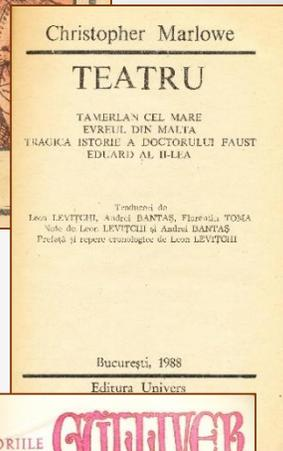 Christopher Marlowe
TEATRU
TAMERLAN CEL MARE
EVREUL DIN MALTA
TRAGICA ISTORIE A DOCTORULUI FAUST
EDUARD AL II-LEA
Traduceri de
Leon LEVIŢCHI, Andrei BANTAŞ, Florentin TOMA
Note de Leon LEVIŢCHI şi Andrei BANTAŞ
Prefaţă şi repere cronologice de Leon LEVIŢCHI
Bucureşti, 1988
Editura Univers
ORIILE GULLIVER